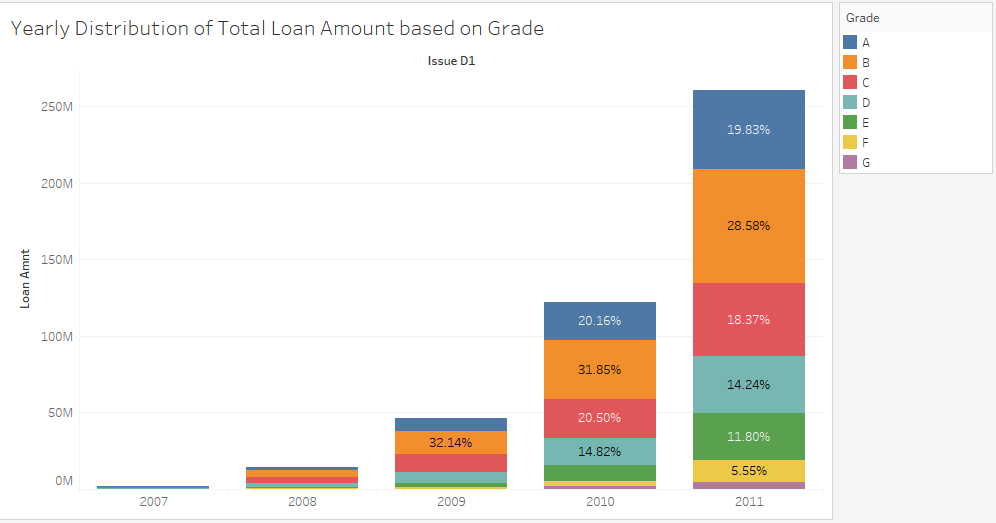 Yearly Distribution of Total Loan Amount based on Grade
Issue D1
Grade
A
B
C
D
E
F
G
Loan Amnt
250M
200M
150M
100M
50M
0M
32.14%
20.16%
31.85%
20.50%
14.82%
19.83%
28.58%
18.37%
14.24%
11.80%
5.55%
2007
2008
2009
2010
2011